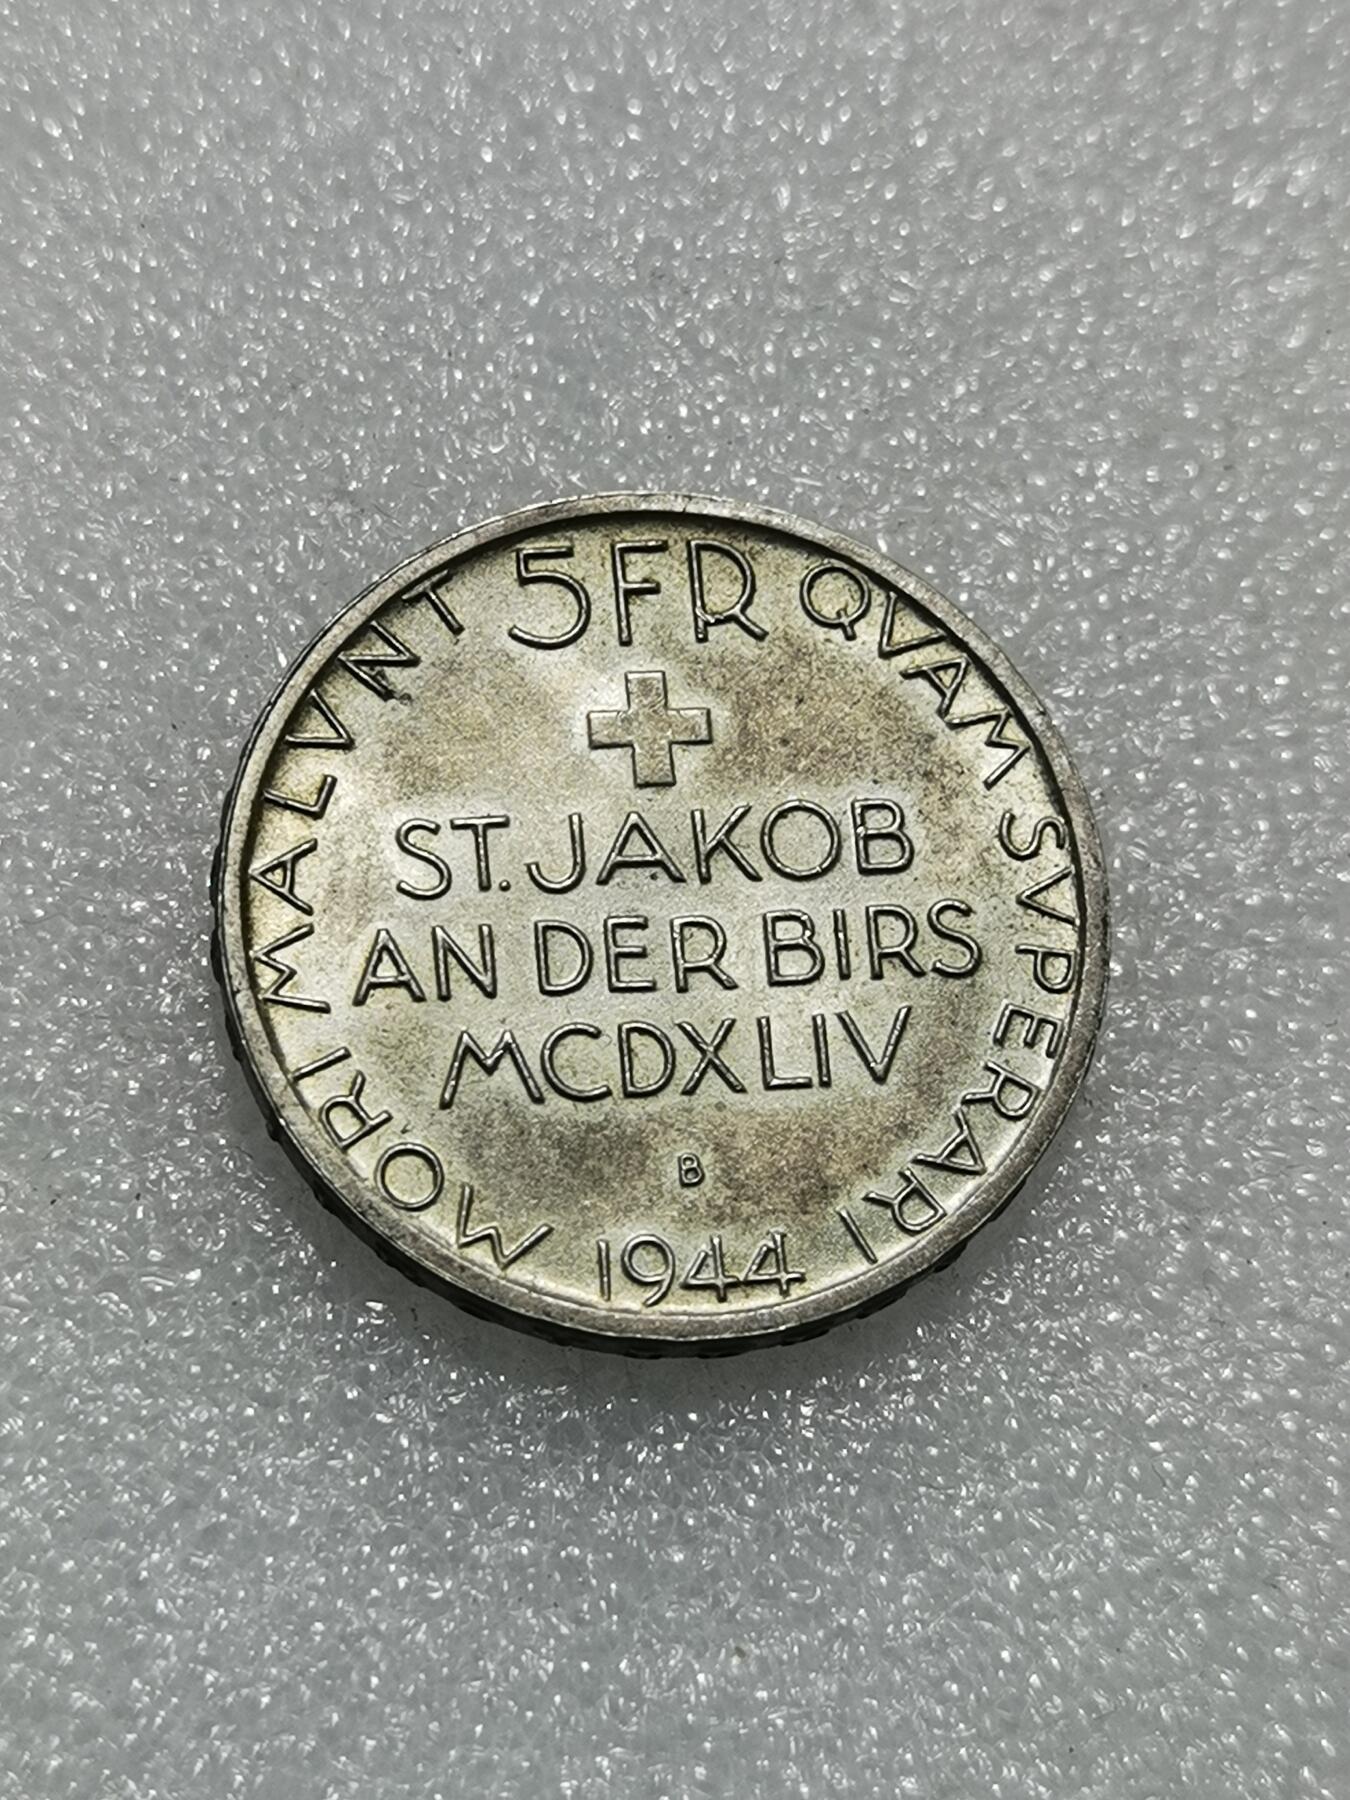 5FR
ST. JAKOB
AN DER BIRS
MCDXLIV
B
1944
MORI MALVNT QVAM SVPERARI